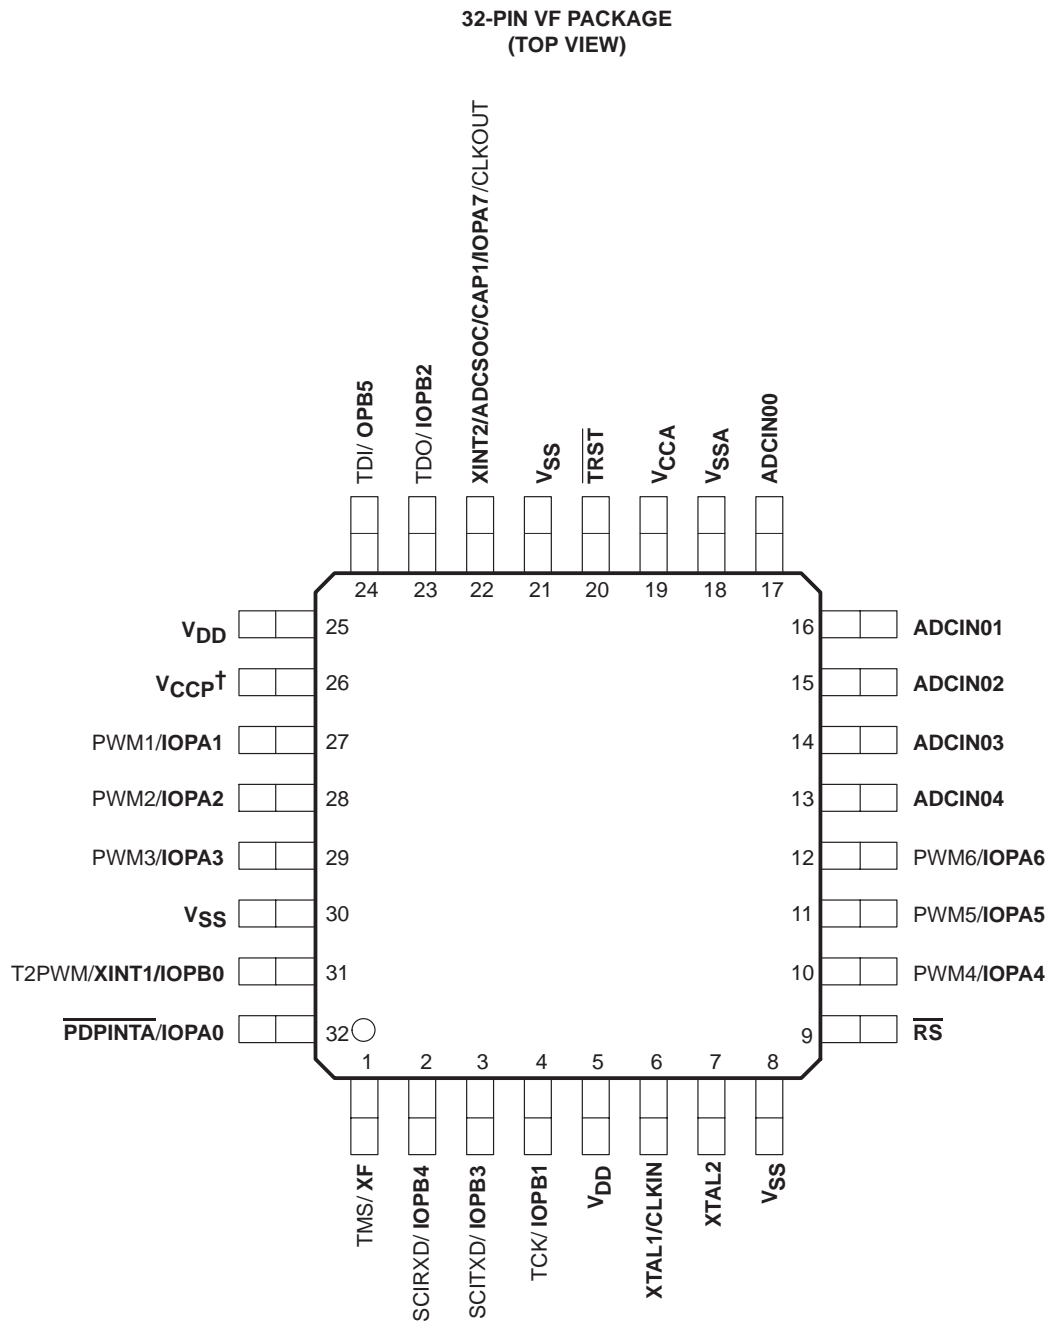 32-PIN VF PACKAGE
(TOP VIEW)
XINT2/ADCSOC/CAP1/IOPA7/CLKOUT
TDI/ OPB5
TDO/ IOPB2
VSS
TRST
VCCA
VSSA
ADCIN00
24 23 22 21 20 19 18 17
VDD 25
VCCP† 26
PWM1/IOPA1 27
PWM2/IOPA2 28
PWM3/IOPA3 29
VSS 30
T2PWM/XINT1/IOPB0 31
PDPINTA/IOPA0 32
16 ADCIN01
15 ADCIN02
14 ADCIN03
13 ADCIN04
12 PWM6/IOPA6
11 PWM5/IOPA5
10 PWM4/IOPA4
9 RS
1 2 3 4 5 6 7 8
TMS/ XF
SCIRXD/ IOPB4
SCITXD/ IOPB3
TCK/ IOPB1
VDD
XTAL1/CLKIN
XTAL2
VSS